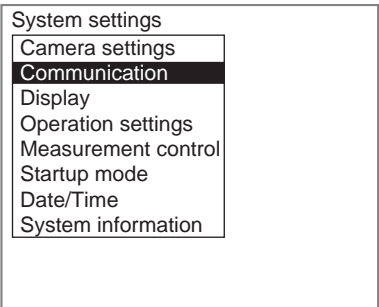 System settings
Camera settings
Communication
Display
Operation settings
Measurement control
Startup mode
Date/Time
System information